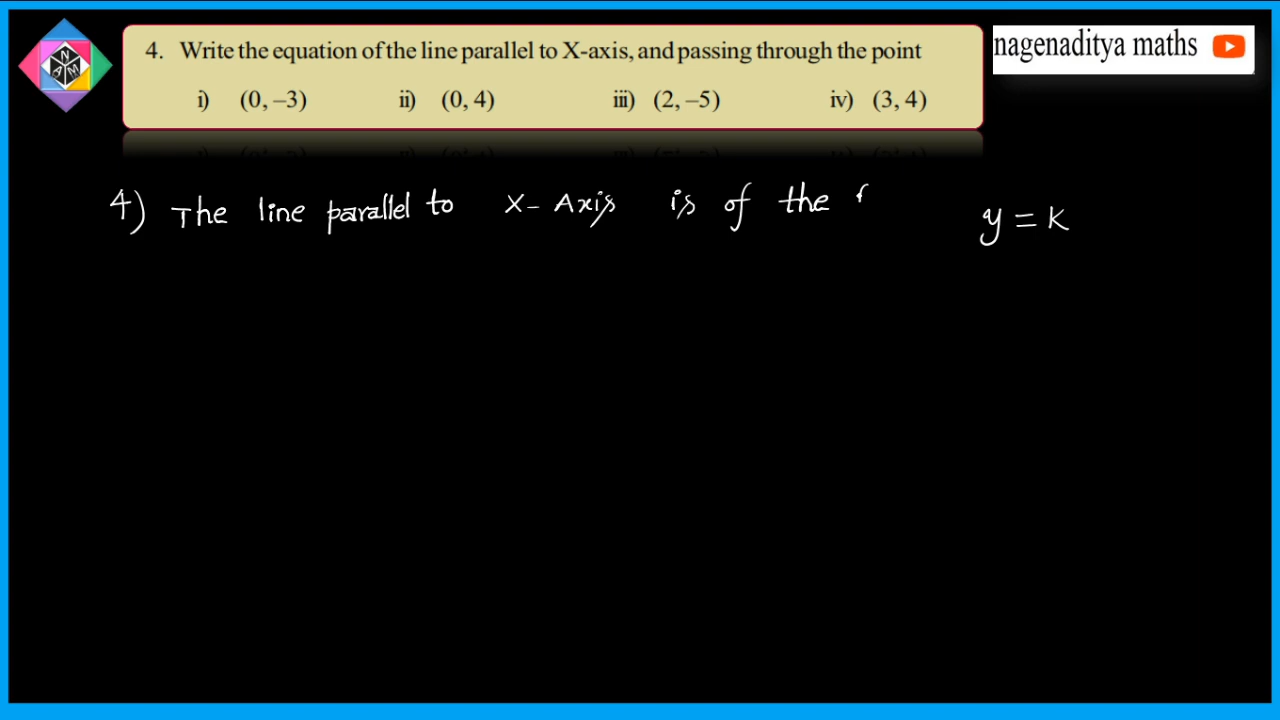 4. Write the equation of the line parallel to X-axis, and passing through the point
i) (0, –3) ii) (0, 4) iii) (2, –5) iv) (3, 4)
nagenaditya maths
N
A M
4) The line parallel to X- Axis is of the
y = k